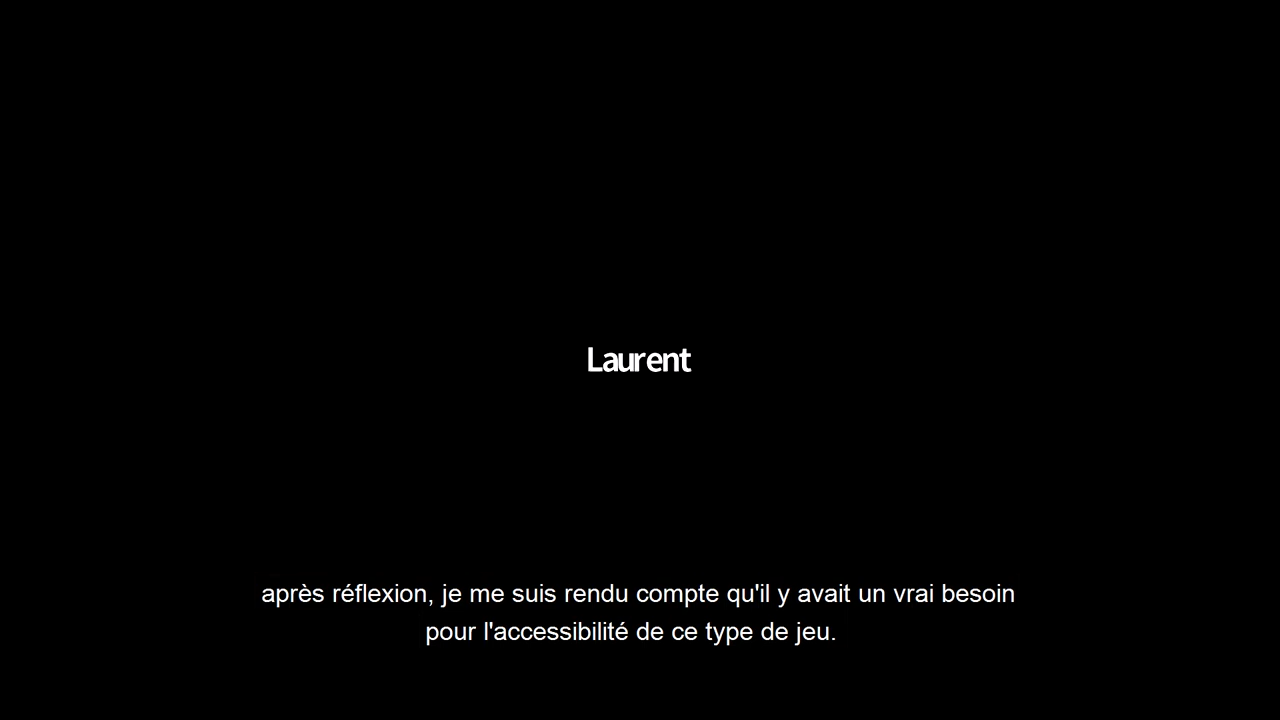 Laurent
après réflexion, je me suis rendu compte qu'il y avait un vrai besoin
pour l'accessibilité de ce type de jeu.